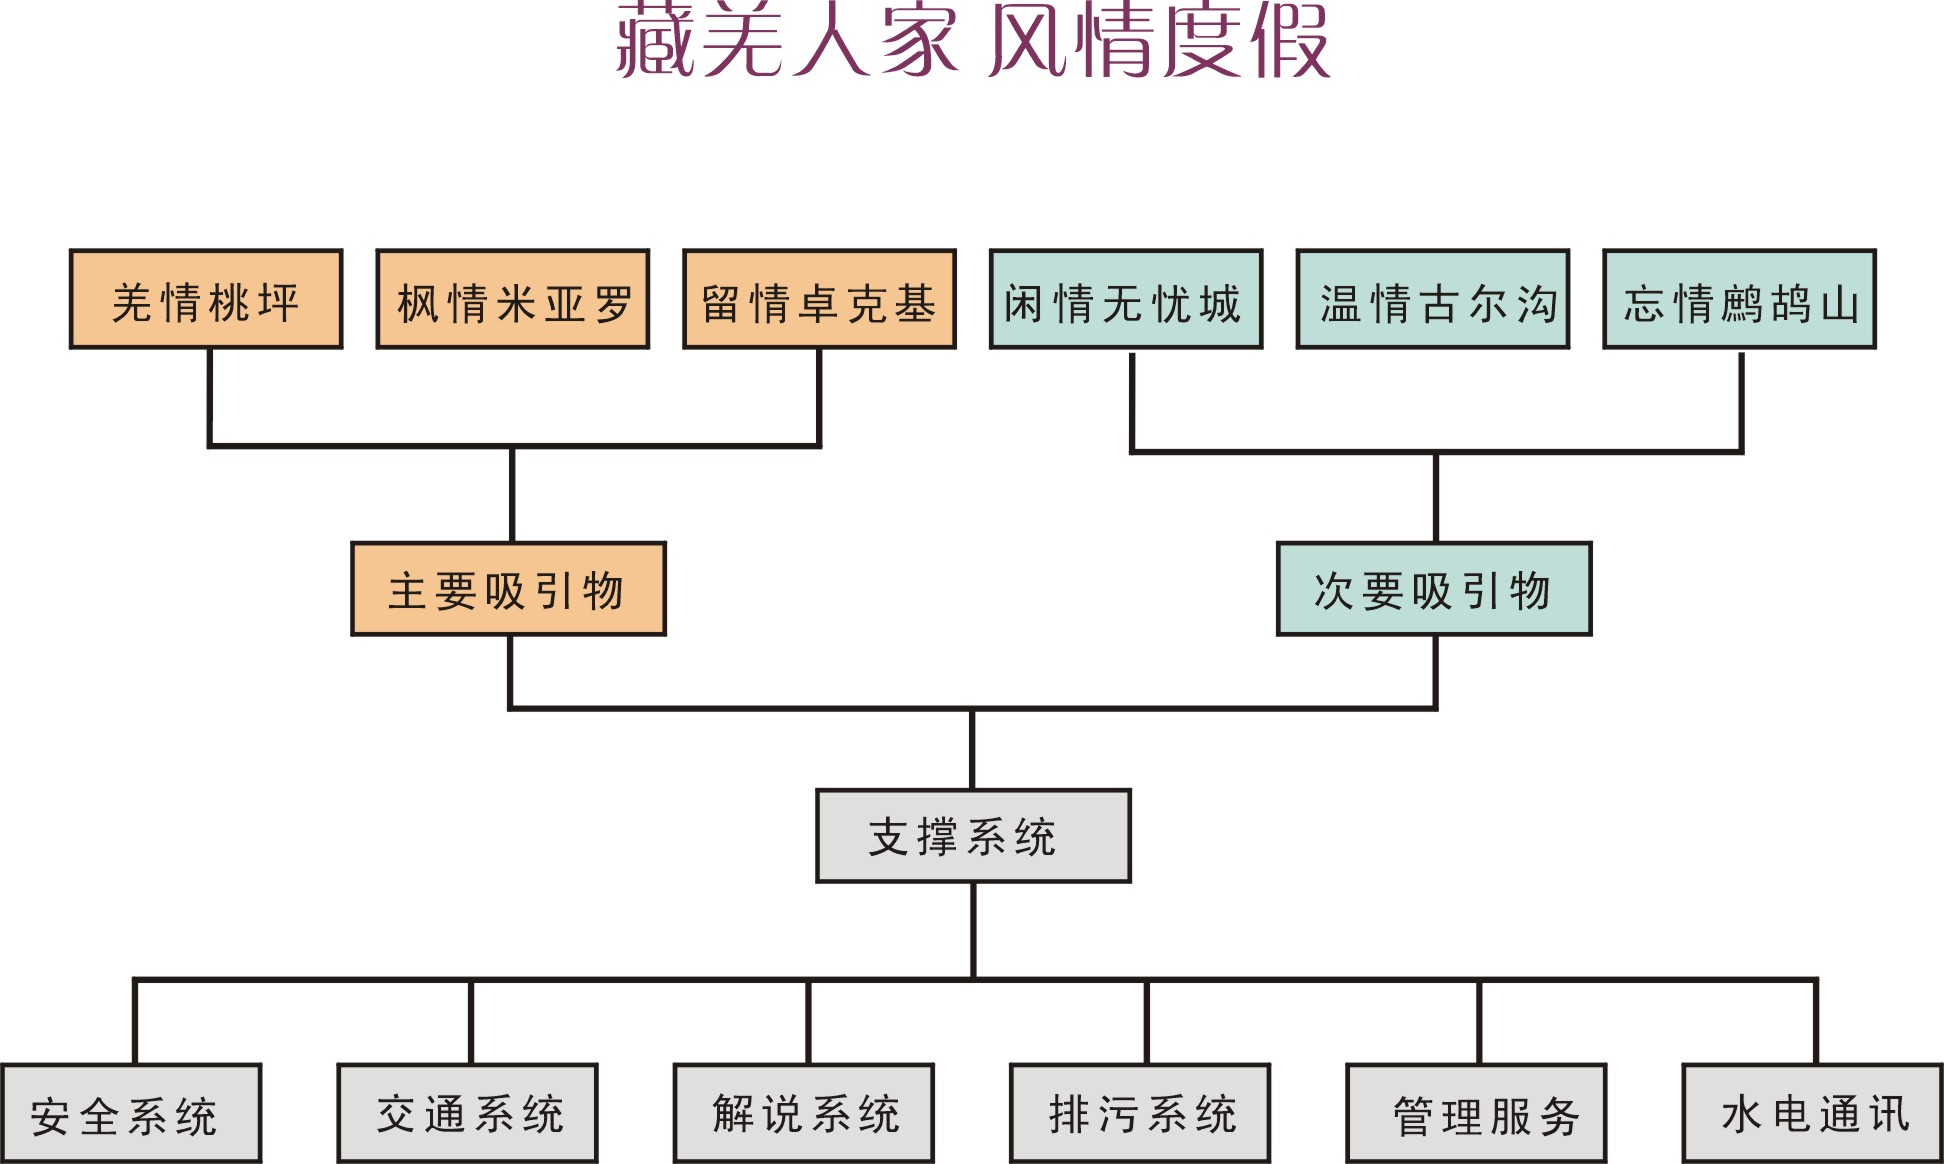 藏羌人家 风情度假
羌情桃坪
枫情米亚罗
留情卓克基
闲情无忧城
温情古尔沟
忘情鹧鸪山
主要吸引物
次要吸引物
支撑系统
安全系统
交通系统
解说系统
排污系统
管理服务
水电通讯